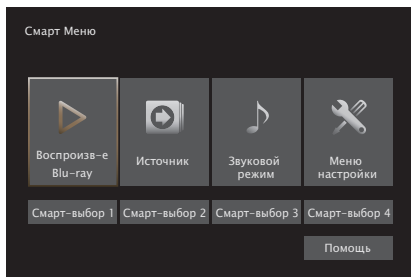 Смарт Меню
Воспроизв-е
Blu-ray
Источник
Звуковой
режим
Меню
настройки
Смарт-выбор 1
Смарт-выбор 2
Смарт-выбор 3
Смарт-выбор 4
Помощь